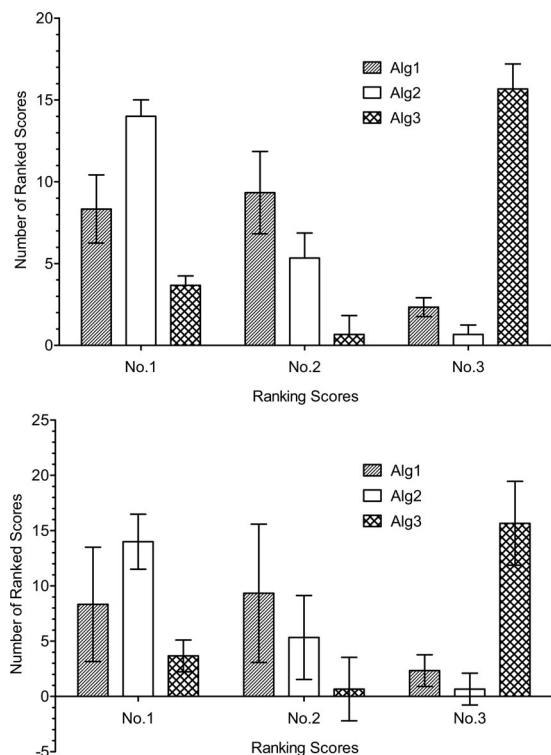 20
15
10
5
0
Number of Ranked Scores
Alg1
Alg2
Alg3
No.1 No.2 No.3
Ranking Scores
25
20
15
10
5
0
-5
Number of Ranked Scores
Alg1
Alg2
Alg3
No.1 No.2 No.3
Ranking Scores